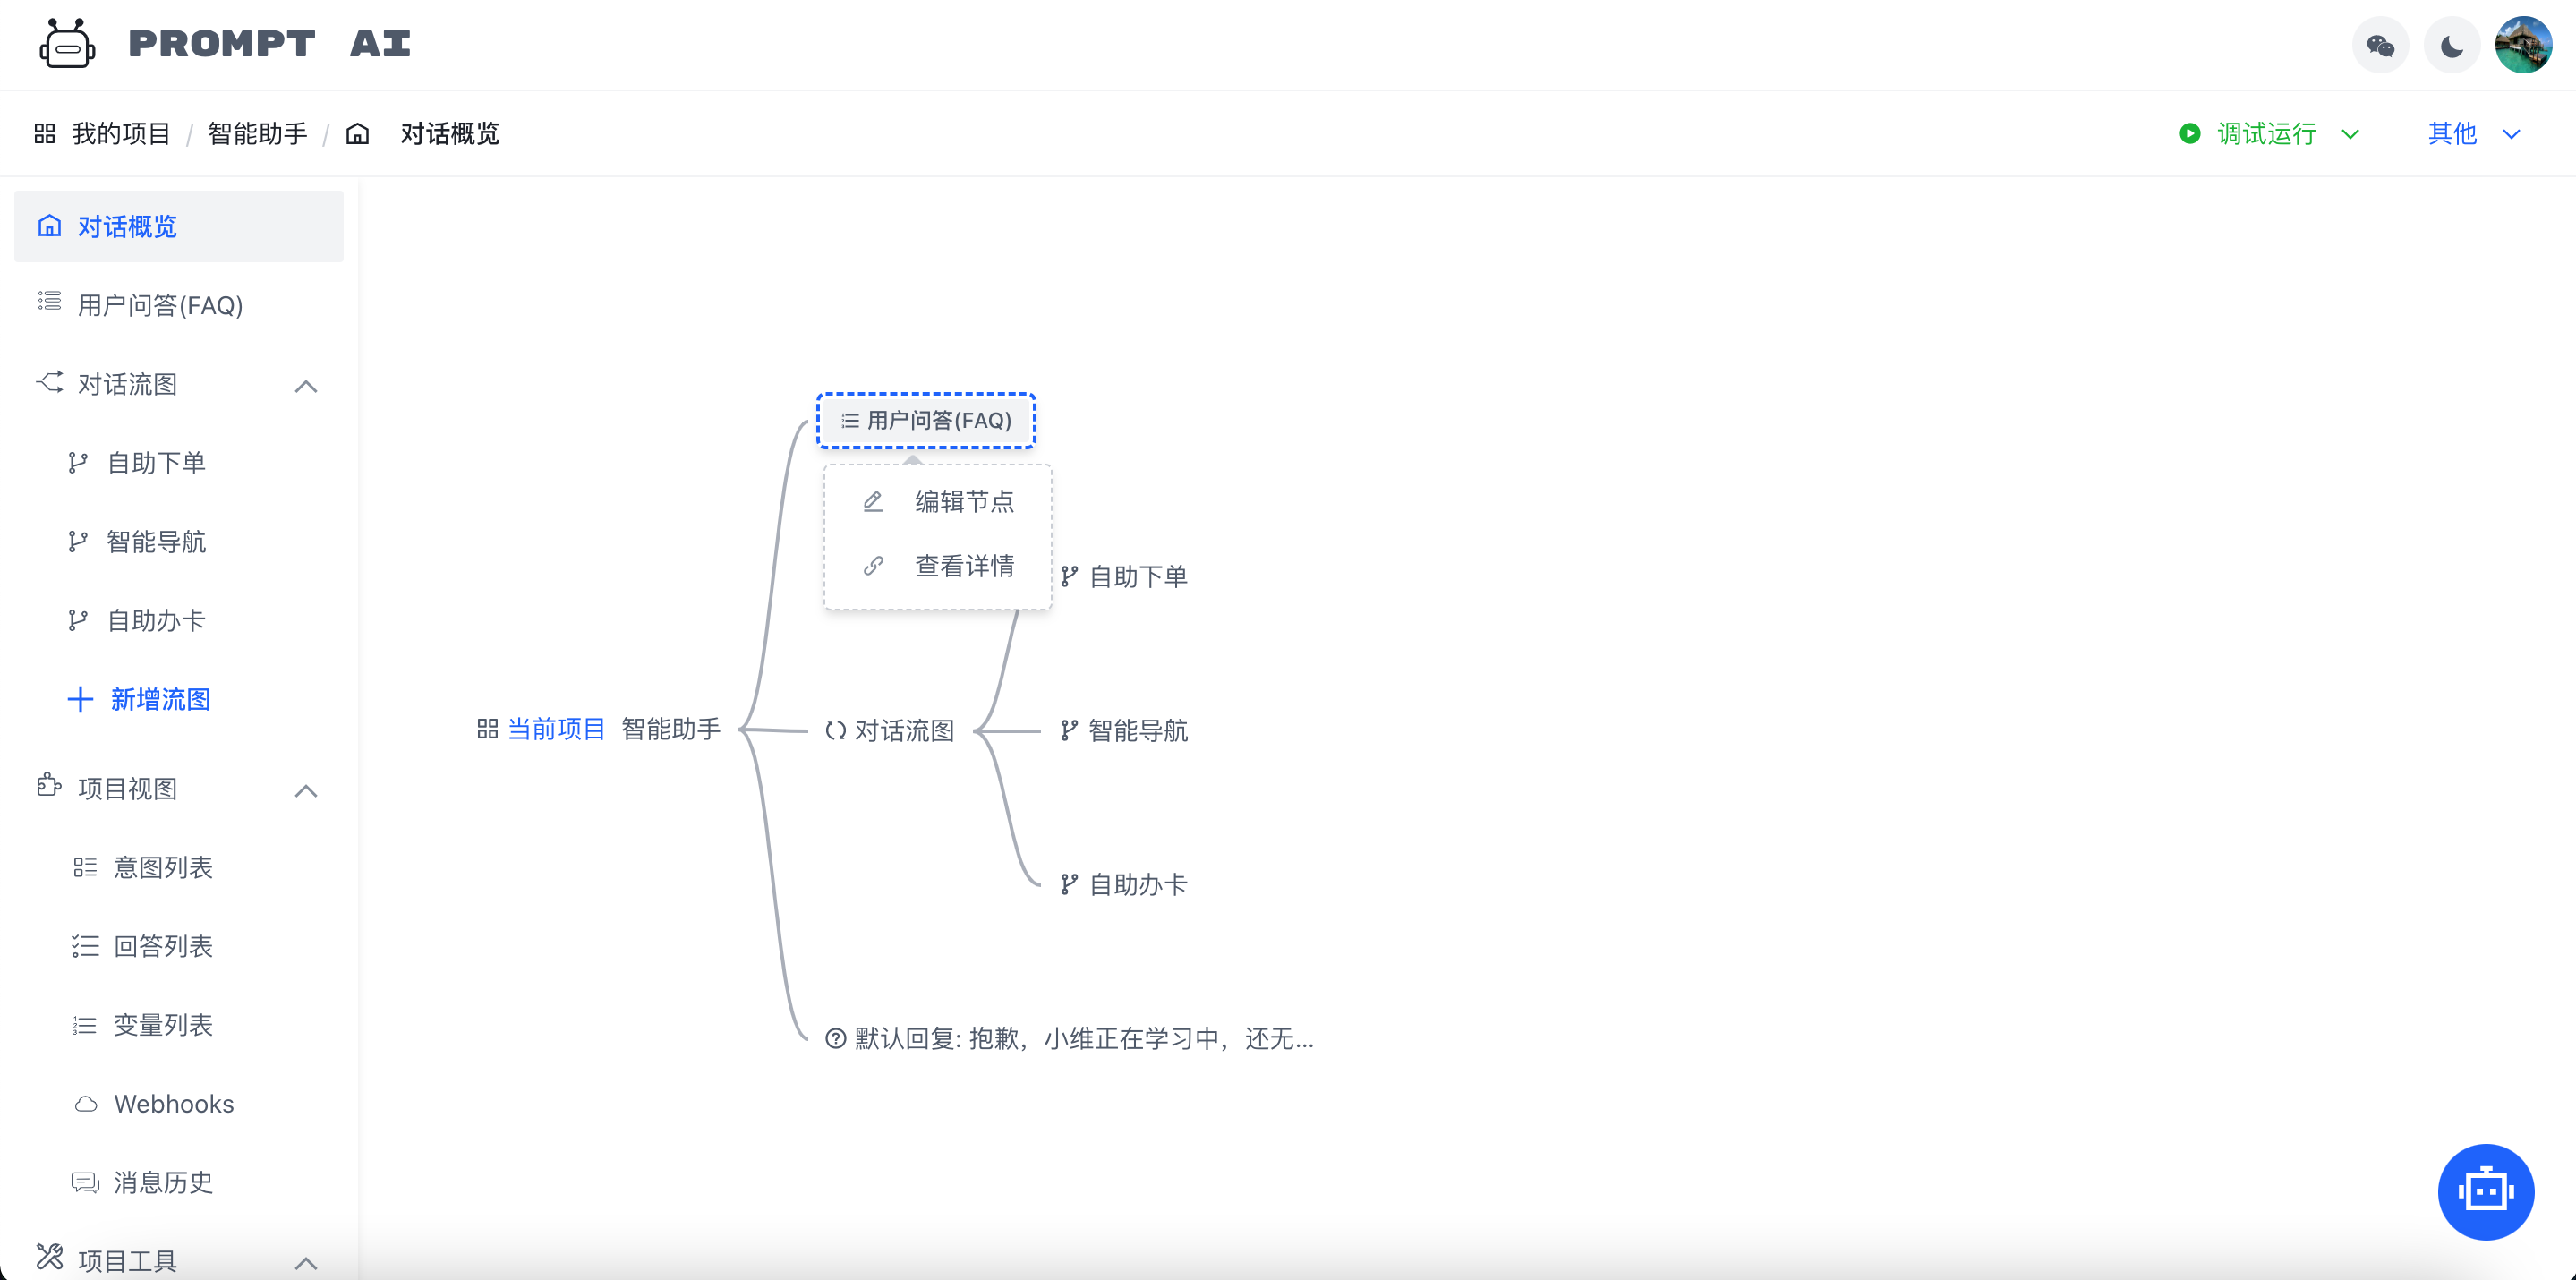 PROMPT AI
我的项目 / 智能助手 / 对话概览
调试运行
其他
对话概览
用户问答(FAQ)
对话流图
自助下单
智能导航
自助办卡
新增流图
项目视图
意图列表
回答列表
变量列表
Webhooks
消息历史
项目工具
用户问答(FAQ)
编辑节点
查看详情
自助下单
当前项目 智能助手
对话流图
智能导航
自助办卡
默认回复: 抱歉，小维正在学习中，还无...